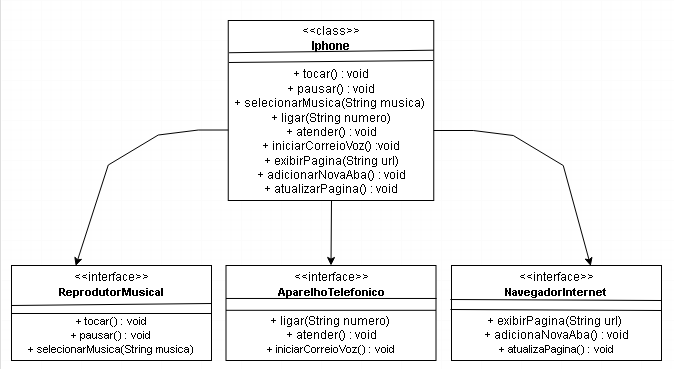 <<class>>
Iphone
+ tocar() : void
+ pausar() : void
+ selecionarMusica(String musica)
+ ligar(String numero)
+ atender() : void
+ iniciarCorreioVoz() :void
+ exibirPagina(String url)
+ adicionarNovaAba() : void
+ atualizarPagina() : void
<<interface>>
ReprodutorMusical
+ tocar() : void
+ pausar() : void
+ selecionarMusica(String musica)
<<interface>>
AparelhoTelefonico
+ ligar(String numero)
+ atender() : void
+ iniciarCorreioVoz() : void
<<interface>>
NavegadorInternet
+ exibirPagina(String url)
+ adicionaNovaAba() : void
+ atualizaPagina() : void